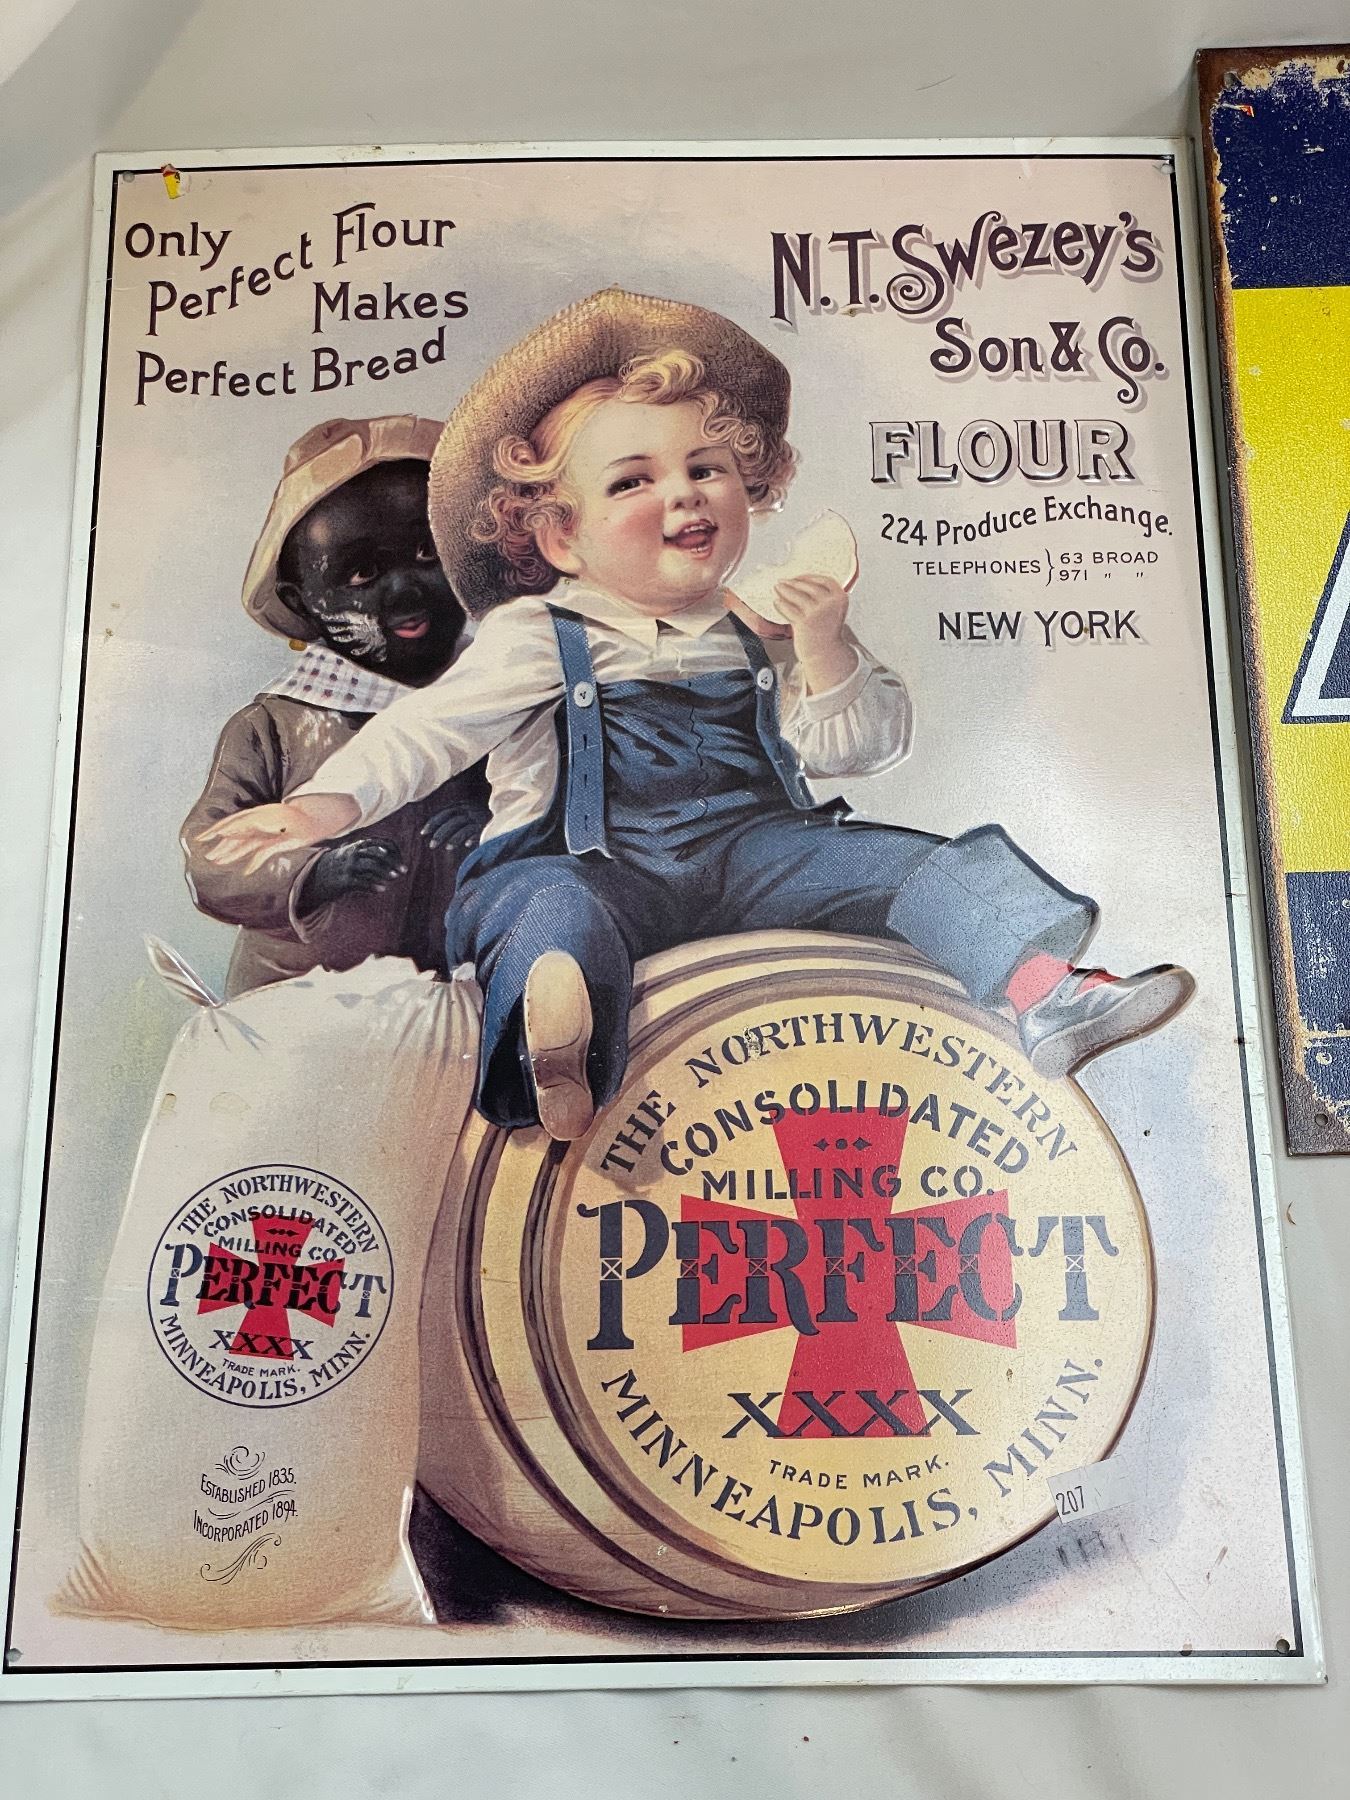 Only
Perfect Flour
Makes
Perfect Bread
N.T. Swezey's
Son & Co.
FLOUR
224 Produce Exchange.
TELEPHONES } 63 BROAD
971 " "
NEW YORK
THE NORTHWESTERN
CONSOLIDATED
MILLING CO.
PERFECT
XXXX
TRADE MARK.
MINNEAPOLIS, MINN.
ESTABLISHED 1835.
INCORPORATED 1894.
THE NORTHWESTERN
CONSOLIDATED
MILLING CO.
PERFECT
XXXX
TRADE MARK.
MINNEAPOLIS, MINN.
207